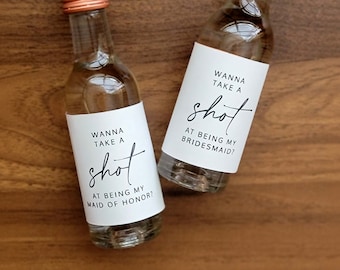 WANNA
TAKE A
shot
AT BEING MY
MAID OF HONOR?
WANNA
TAKE A
shot
AT BEING MY
BRIDESMAID?